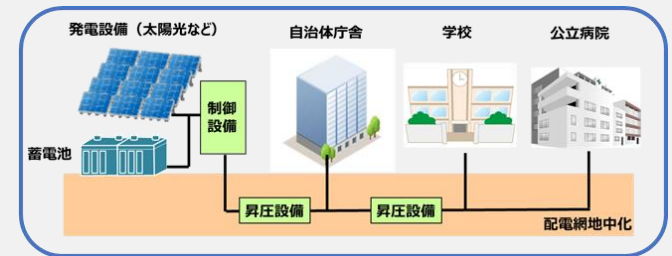 発電設備（太陽光など）
自治体庁舎
学校
公立病院
制御
設備
蓄電池
昇圧設備
昇圧設備
配電網地中化